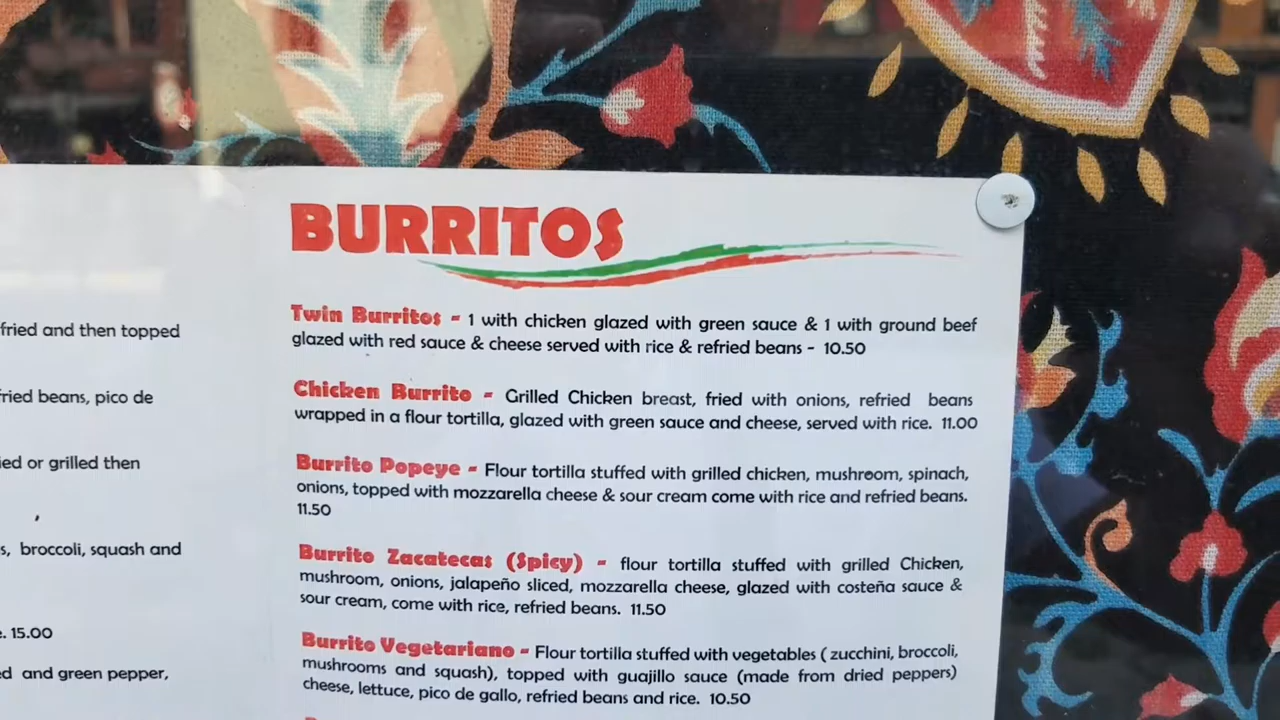 BURRITOS
fried and then topped
ried beans, pico de
ied or grilled then
,
s, broccoli, squash and
. 15.00
ed and green pepper,
Twin Burritos - 1 with chicken glazed with green sauce & 1 with ground beef
glazed with red sauce & cheese served with rice & refried beans - 10.50
Chicken Burrito - Grilled Chicken breast, fried with onions, refried beans
wrapped in a flour tortilla, glazed with green sauce and cheese, served with rice. 11.00
Burrito Popeye - Flour tortilla stuffed with grilled chicken, mushroom, spinach,
onions, topped with mozzarella cheese & sour cream come with rice and refried beans.
11.50
Burrito Zacatecas (Spicy) - flour tortilla stuffed with grilled Chicken,
mushroom, onions, jalapeño sliced, mozzarella cheese, glazed with costeña sauce &
sour cream, come with rice, refried beans. 11.50
Burrito Vegetariano - Flour tortilla stuffed with vegetables ( zucchini, broccoli,
mushrooms and squash), topped with guajillo sauce (made from dried peppers)
cheese, lettuce, pico de gallo, refried beans and rice. 10.50